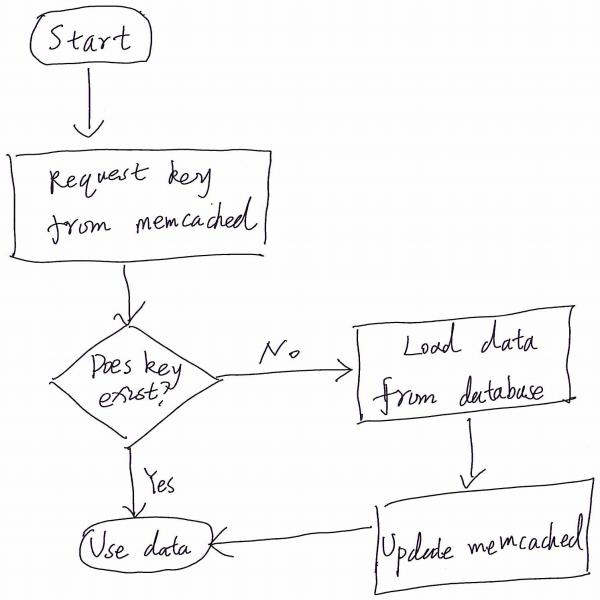 Start
Request key
from memcached
Does key
exist?
No
Load data
from database
Yes
Use data
Update memcached